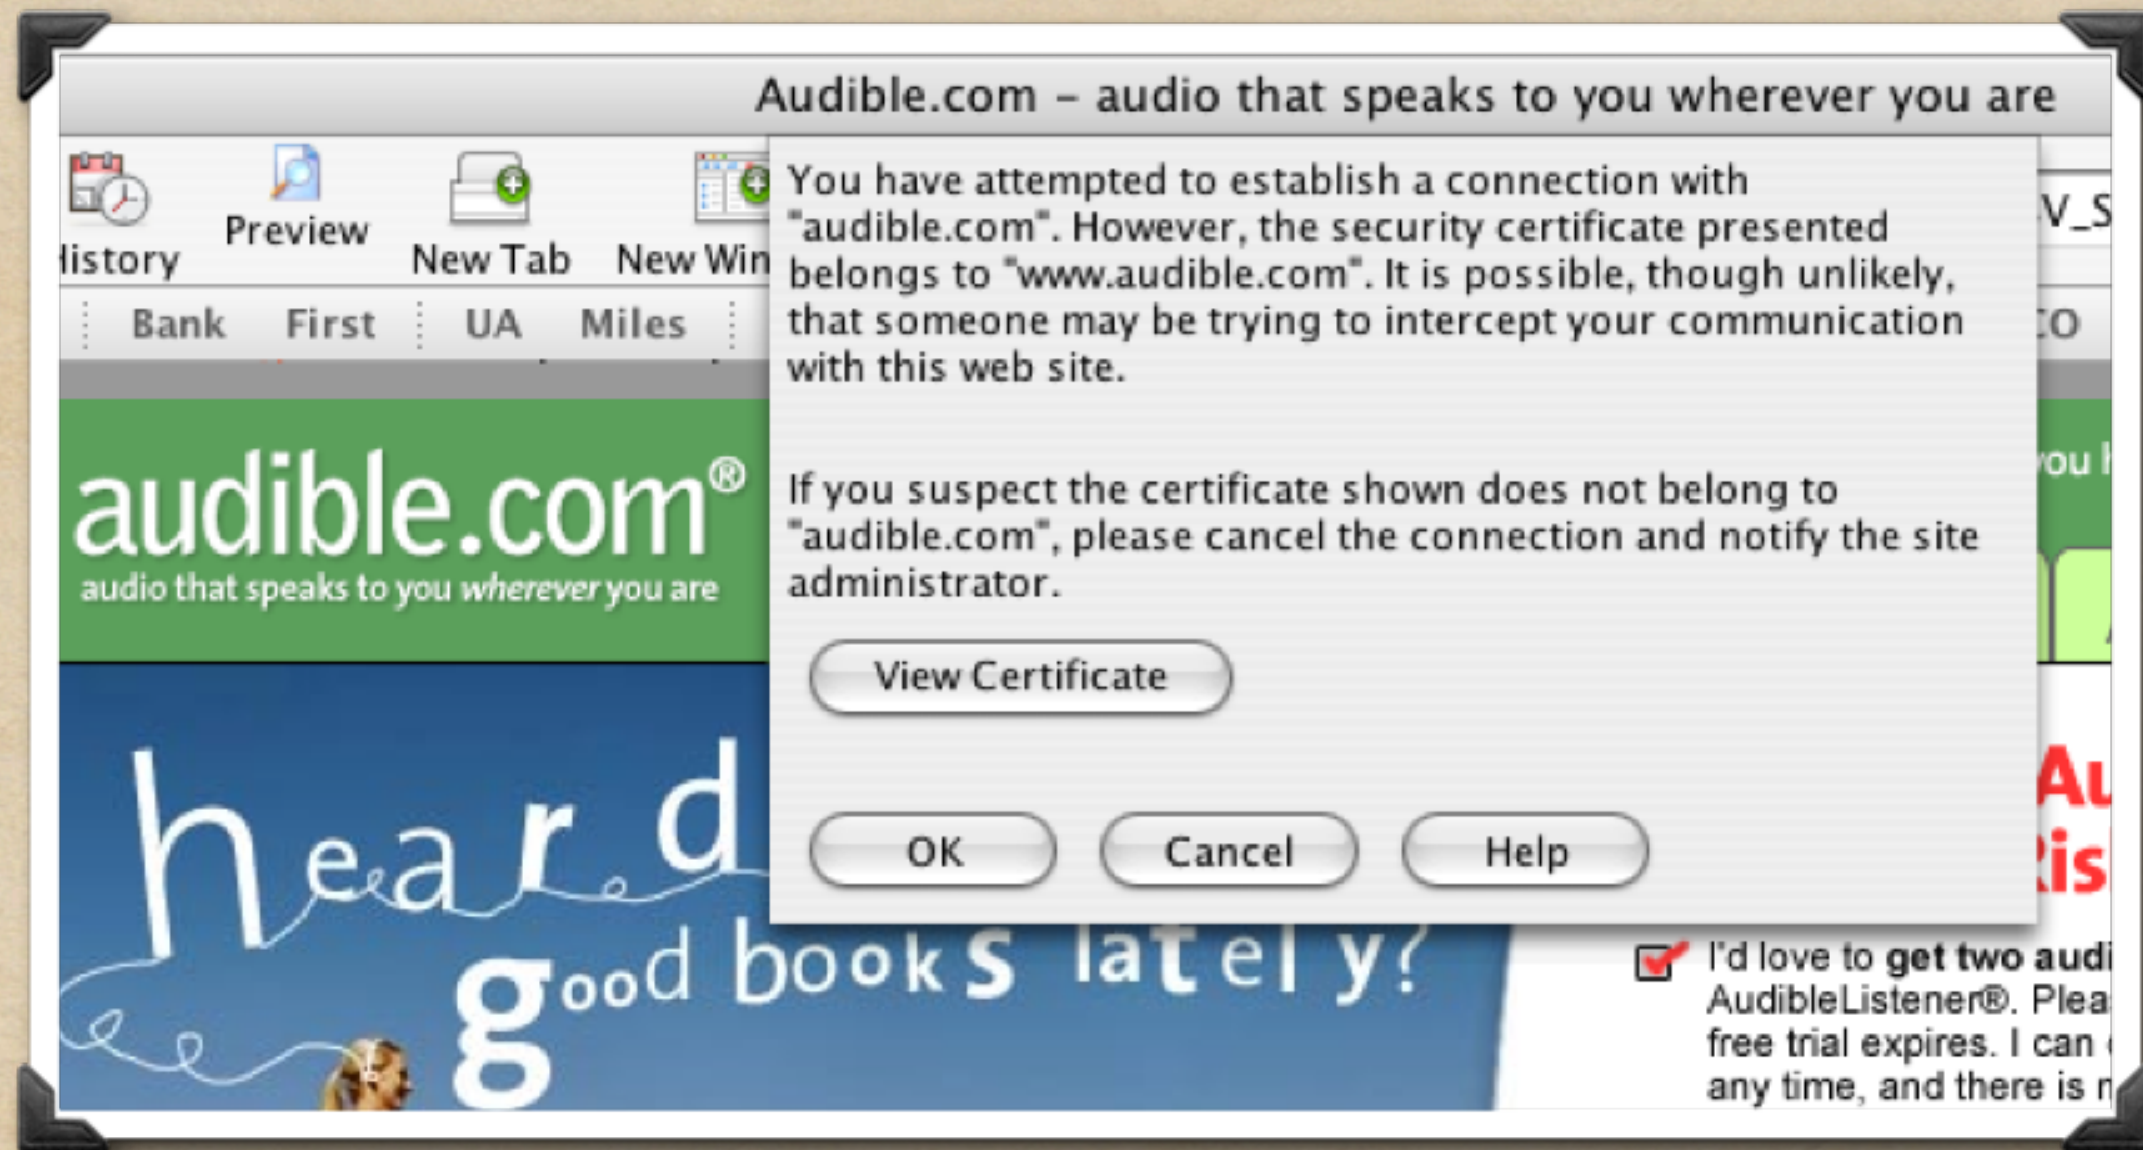 Audible.com – audio that speaks to you wherever you are
Preview
New Tab
Bank First UA Miles
You have attempted to establish a connection with
"audible.com". However, the security certificate presented
belongs to "www.audible.com". It is possible, though unlikely,
that someone may be trying to intercept your communication
with this web site.
If you suspect the certificate shown does not belong to
"audible.com", please cancel the connection and notify the site
administrator.
View Certificate
OK Cancel Help
audible.com®
audio that speaks to you wherever you are
heard
good books lately?
I'd love to get two
AudibleListener®.
free trial expires. I can
any time, and there is